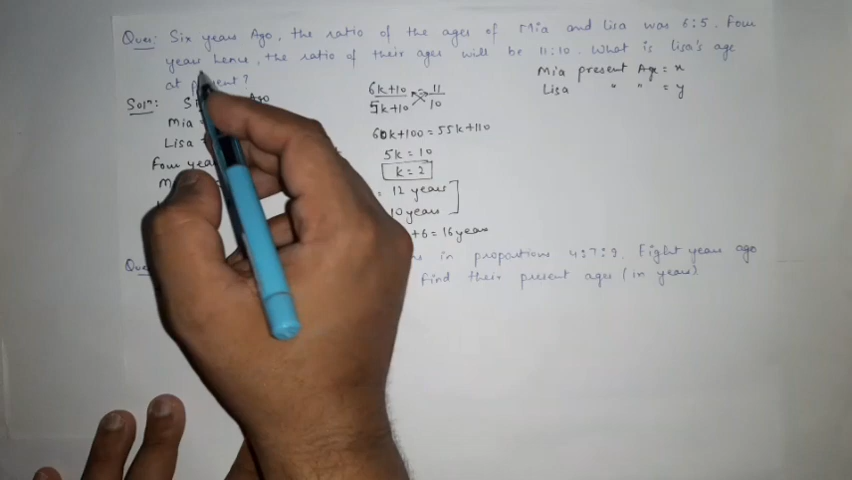 Ques: Six years Ago, the ratio of the ages of Mia and Lisa was 6:5. Four
years hence, the ratio of their ages will be 11:10. What is Lisa's age
at present?
Mia present Age = x
Lisa " " = y
Solⁿ: Ago
Mia =
Lisa
Four years
6k+10 11
5k+10 10
60k+100 = 55k+110
5k = 10
k = 2
= 12 years
10 years
+6 = 16 years
in proportions 4:7:9. Eight years ago
find their present ages (in years)